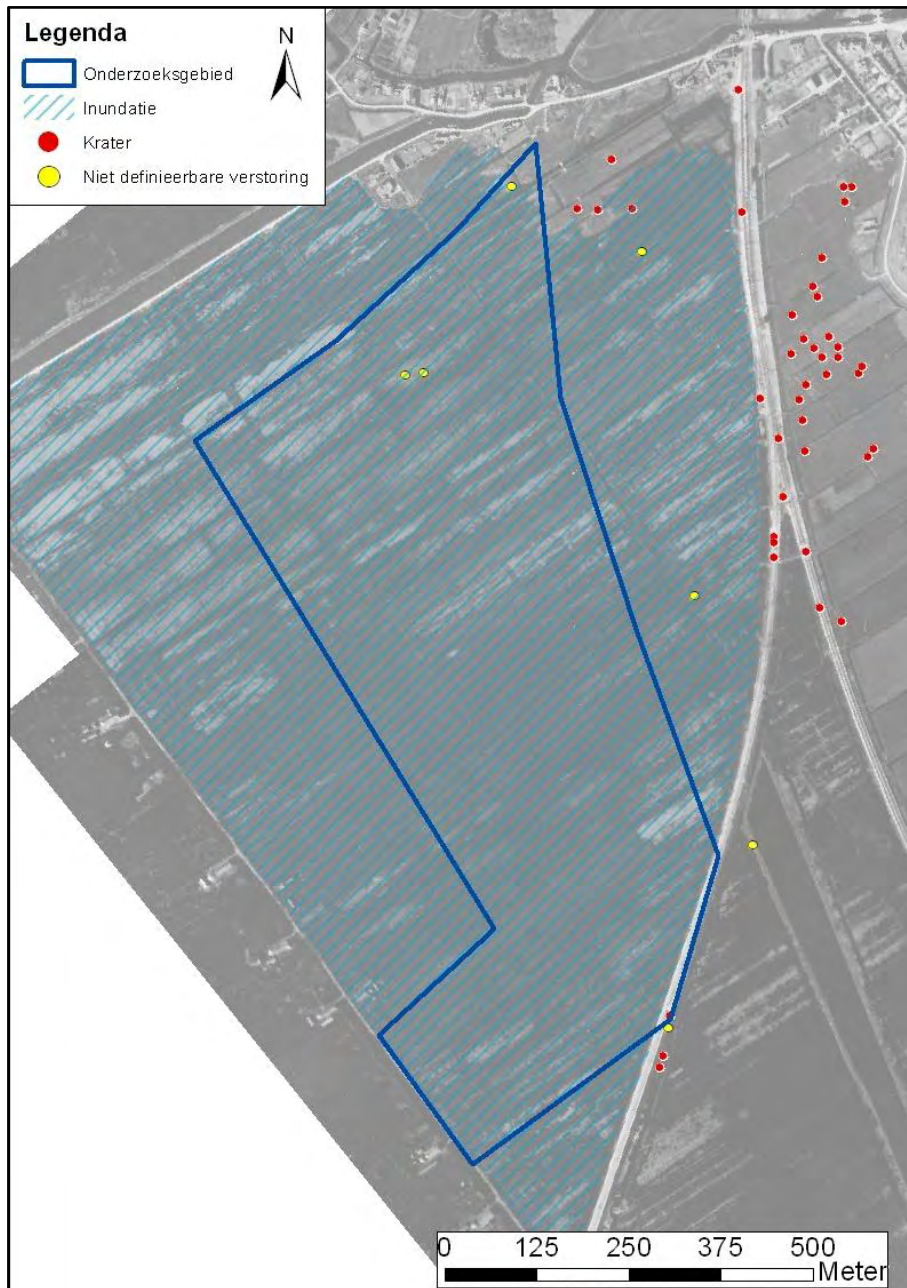 Legenda
N
Onderzoeksgebied
Inundatie
Krater
Niet definieerbare verstoring
0 125 250 375 500
Meter